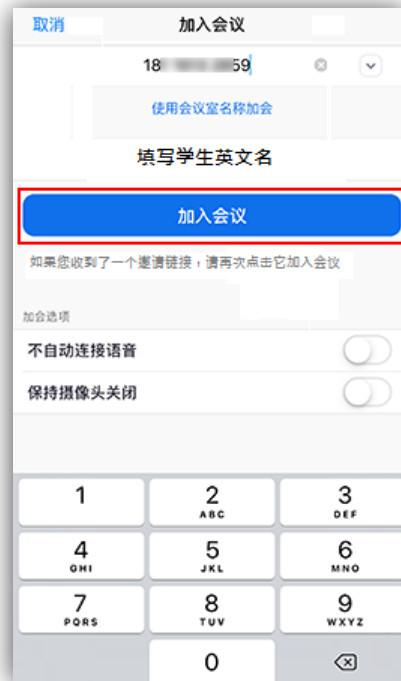 取消 加入会议
18 59
使用会议室名称加会
填写学生英文名
加入会议
如果您收到了一个邀请链接，请再次点击它加入会议
加会选项
不自动连接语音
保持摄像头关闭
1 2 3
ABC DEF
4 5 6
GHI JKL MNO
7 8 9
PQRS TUV WXYZ
0